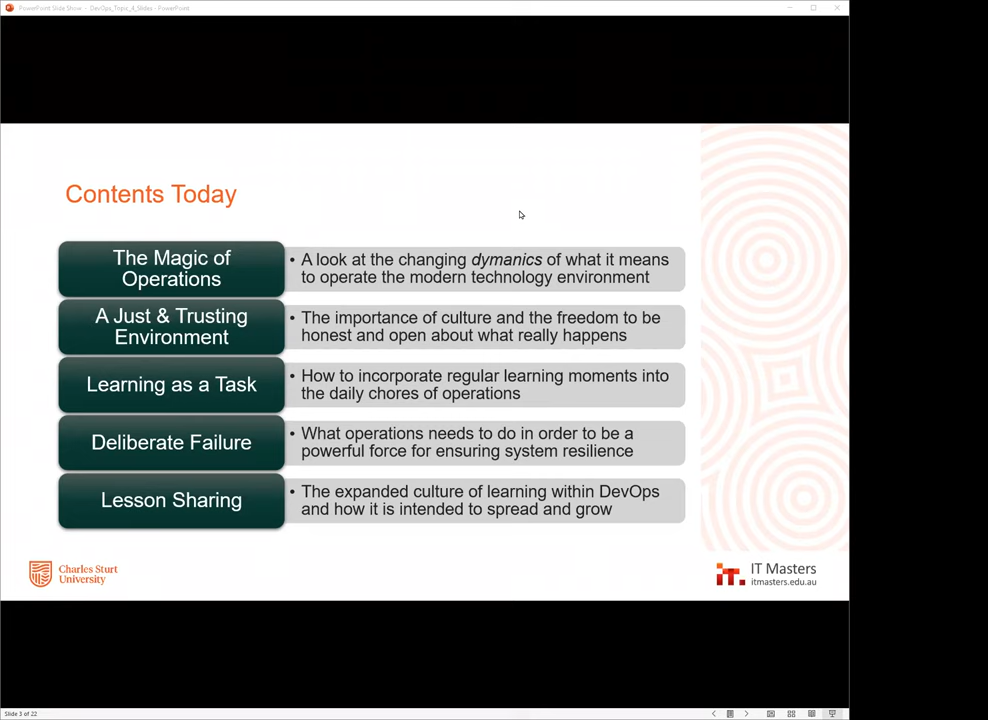 PowerPoint Slide Show - DevOps_Topic_4_Slides - PowerPoint
Contents Today
The Magic of
Operations
• A look at the changing dymanics of what it means
to operate the modern technology environment
A Just & Trusting
Environment
• The importance of culture and the freedom to be
honest and open about what really happens
Learning as a Task
• How to incorporate regular learning moments into
the daily chores of operations
Deliberate Failure
• What operations needs to do in order to be a
powerful force for ensuring system resilience
Lesson Sharing
• The expanded culture of learning within DevOps
and how it is intended to spread and grow
Charles Sturt
University
IT Masters
itmasters.edu.au
Slide 3 of 22